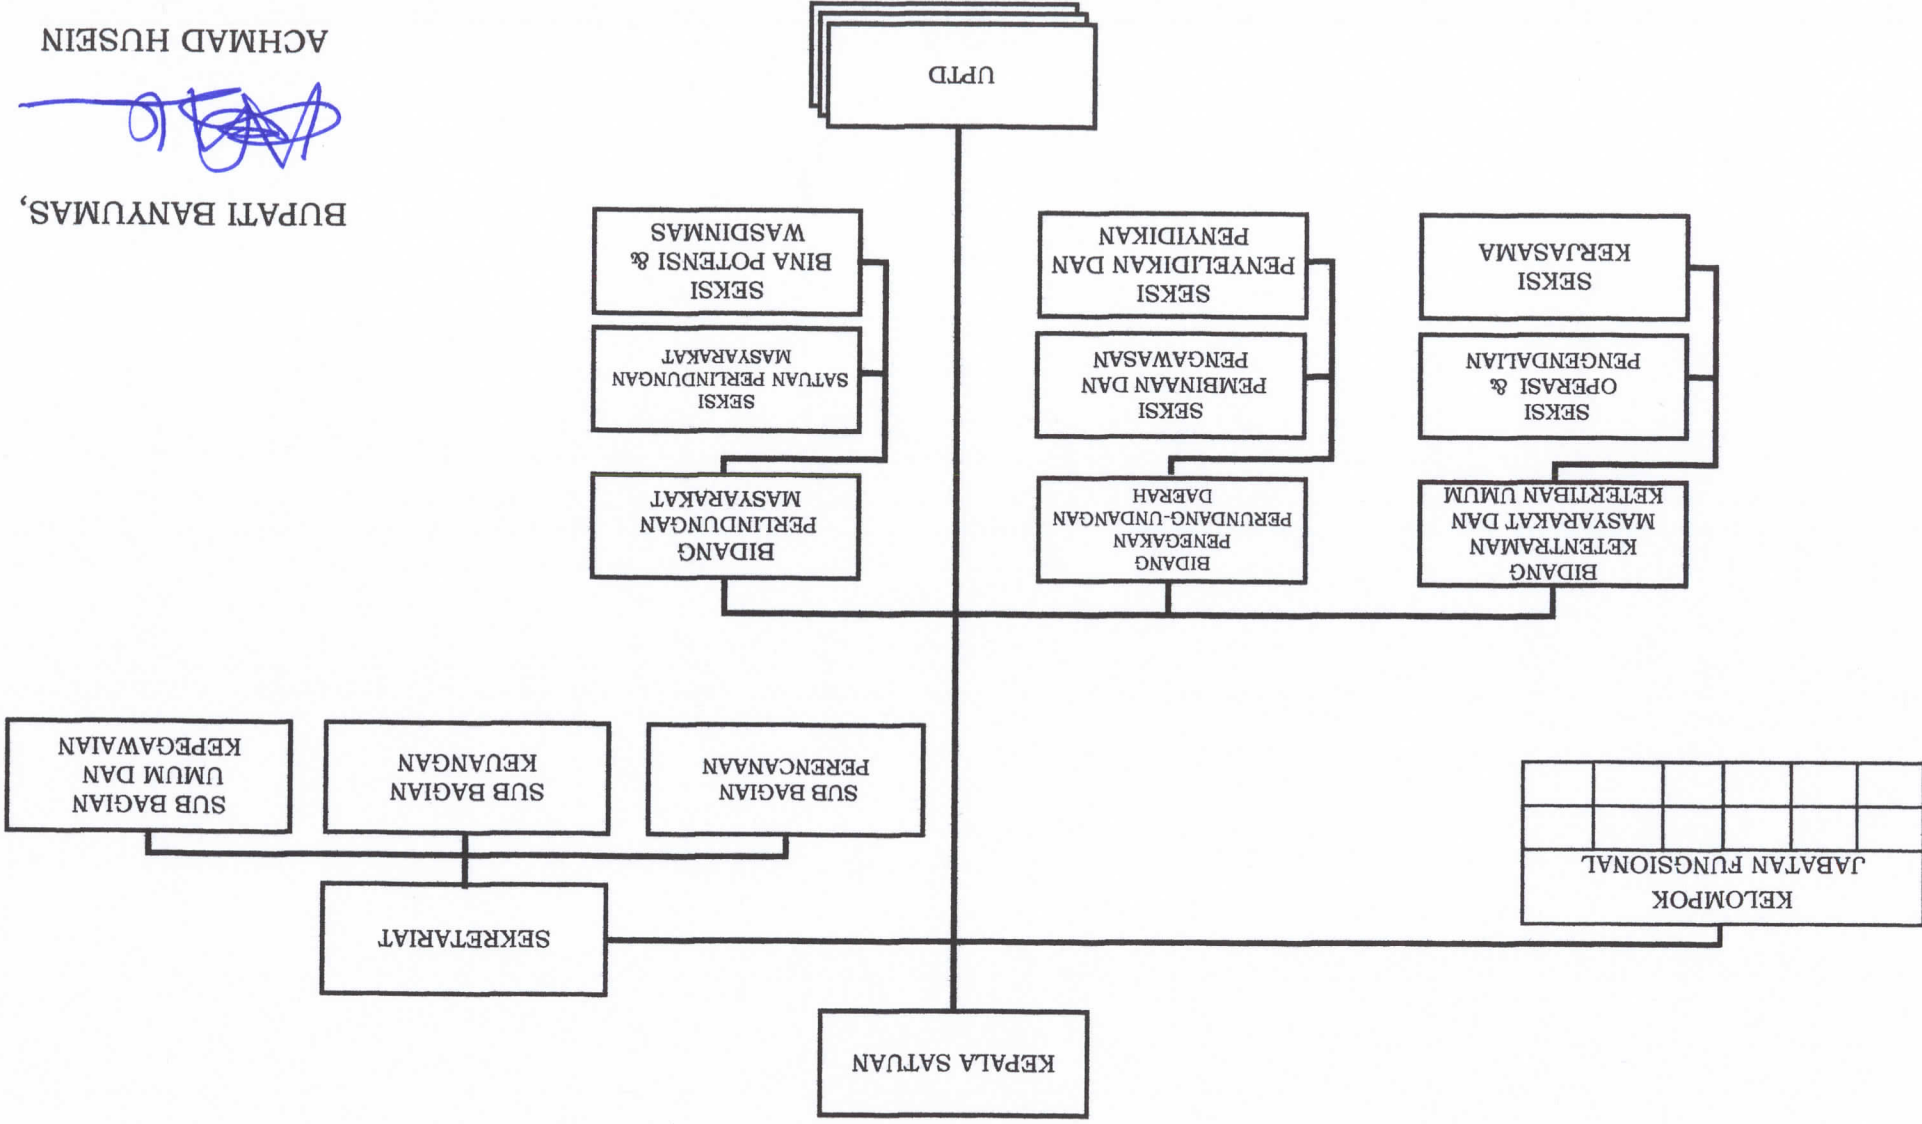 KEPALA SATUAN
KELOMPOK
JABATAN FUNGSIONAL
SEKRETARIAT
SUB BAGIAN
PERENCANAAN
SUB BAGIAN
KEUANGAN
SUB BAGIAN
UMUM DAN
KEPEGAWAIAN
BIDANG
KETENTRAMAN
MASYARAKAT DAN
KETERTIBAN UMUM
BIDANG
PENEGAKAN
PERUNDANG-UNDANGAN
DAERAH
BIDANG
PERLINDUNGAN
MASYARAKAT
SEKSI
OPERASI &
PENGENDALIAN
SEKSI
PEMBINAAN DAN
PENGAWASAN
SEKSI
SATUAN PERLINDUNGAN
MASYARAKAT
SEKSI
KERJASAMA
SEKSI
PENYELIDIKAN DAN
PENYIDIKAN
SEKSI
BINA POTENSI &
WASDINMAS
UPTD
BUPATI BANYUMAS,
ACHMAD HUSEIN